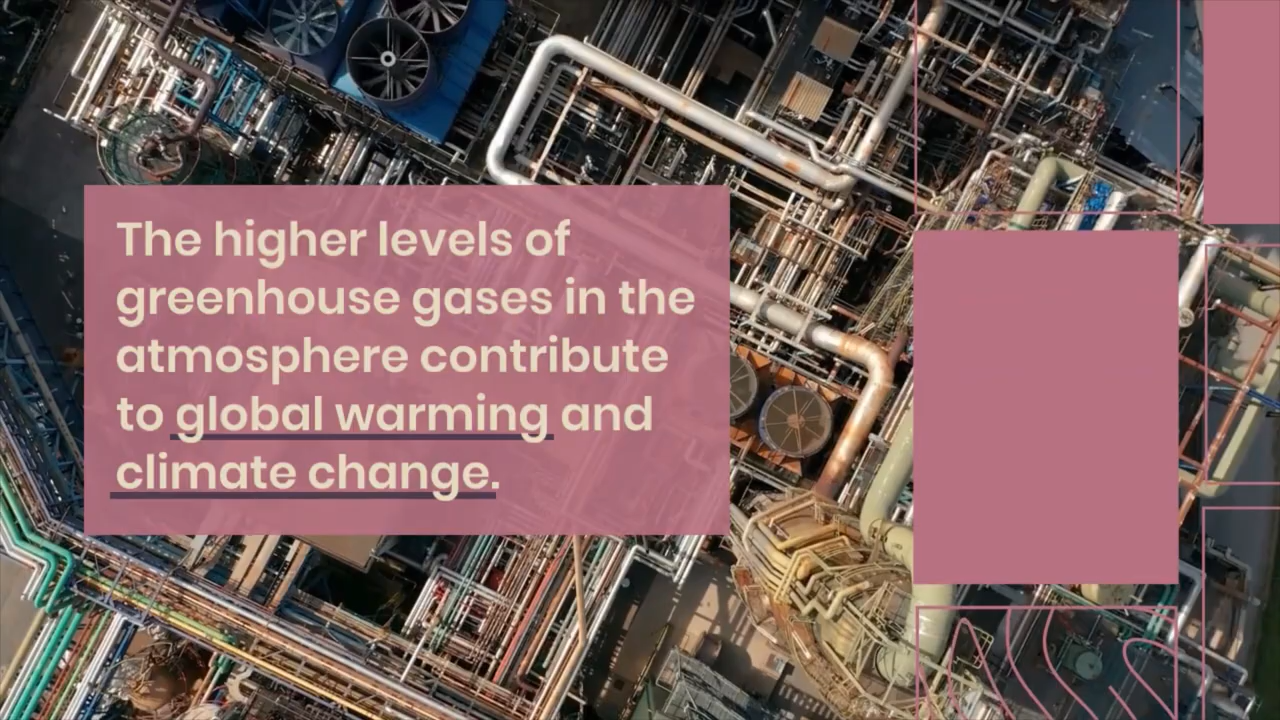 The higher levels of
greenhouse gases in the
atmosphere contribute
to global warming and
climate change.